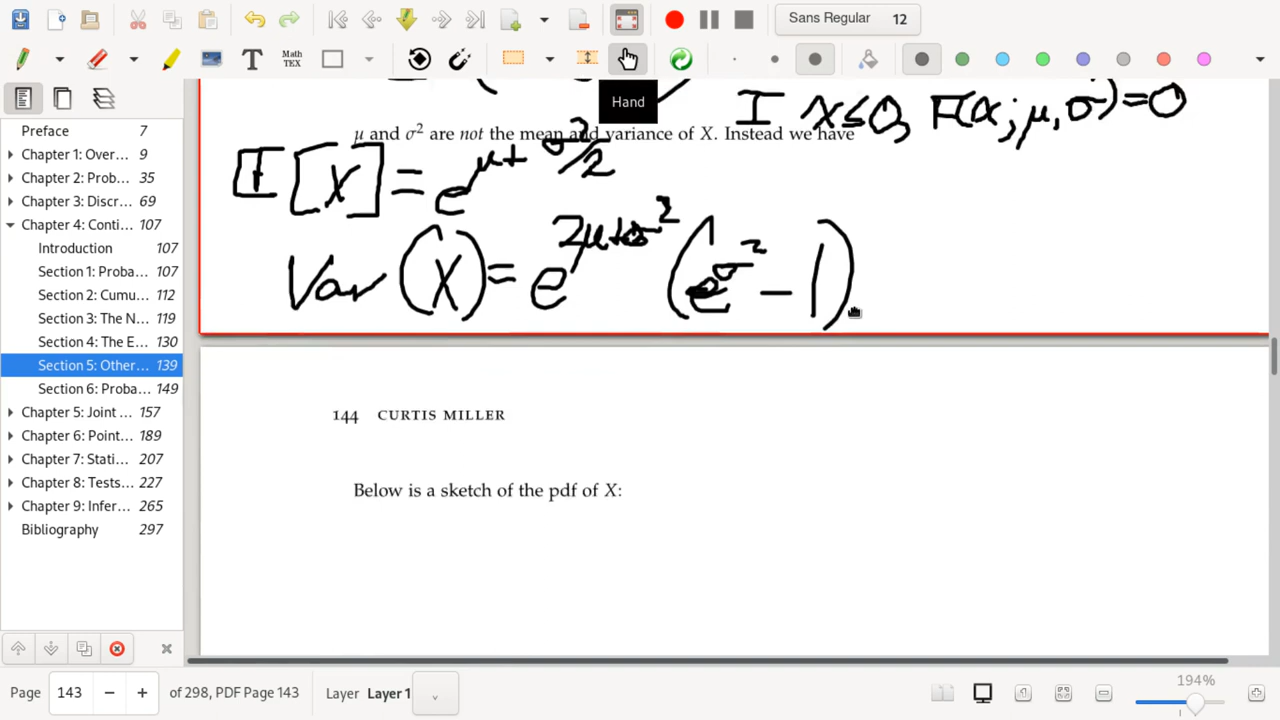 Sans Regular 12
Math
TEX
Hand
Preface 7
Chapter 1: Over... 9
Chapter 2: Prob... 35
Chapter 3: Discr... 69
Chapter 4: Conti... 107
Introduction 107
Section 1: Proba... 107
Section 2: Cumu... 112
Section 3: The N... 119
Section 4: The E... 130
Section 5: Other... 139
Section 6: Proba... 149
Chapter 5: Joint ... 157
Chapter 6: Point... 189
Chapter 7: Stati... 207
Chapter 8: Tests... 227
Chapter 9: Infer... 265
Bibliography 297
x≤0, F(x; μ, σ)=0
μ and σ² are not the mean and variance of X. Instead we have
E[X] = e^{μ+σ²/2}
Var(X) = e^{2μ+σ²}(e^{σ²} − 1).
144 CURTIS MILLER
Below is a sketch of the pdf of X:
Page 143 of 298, PDF Page 143 Layer Layer 1
194%